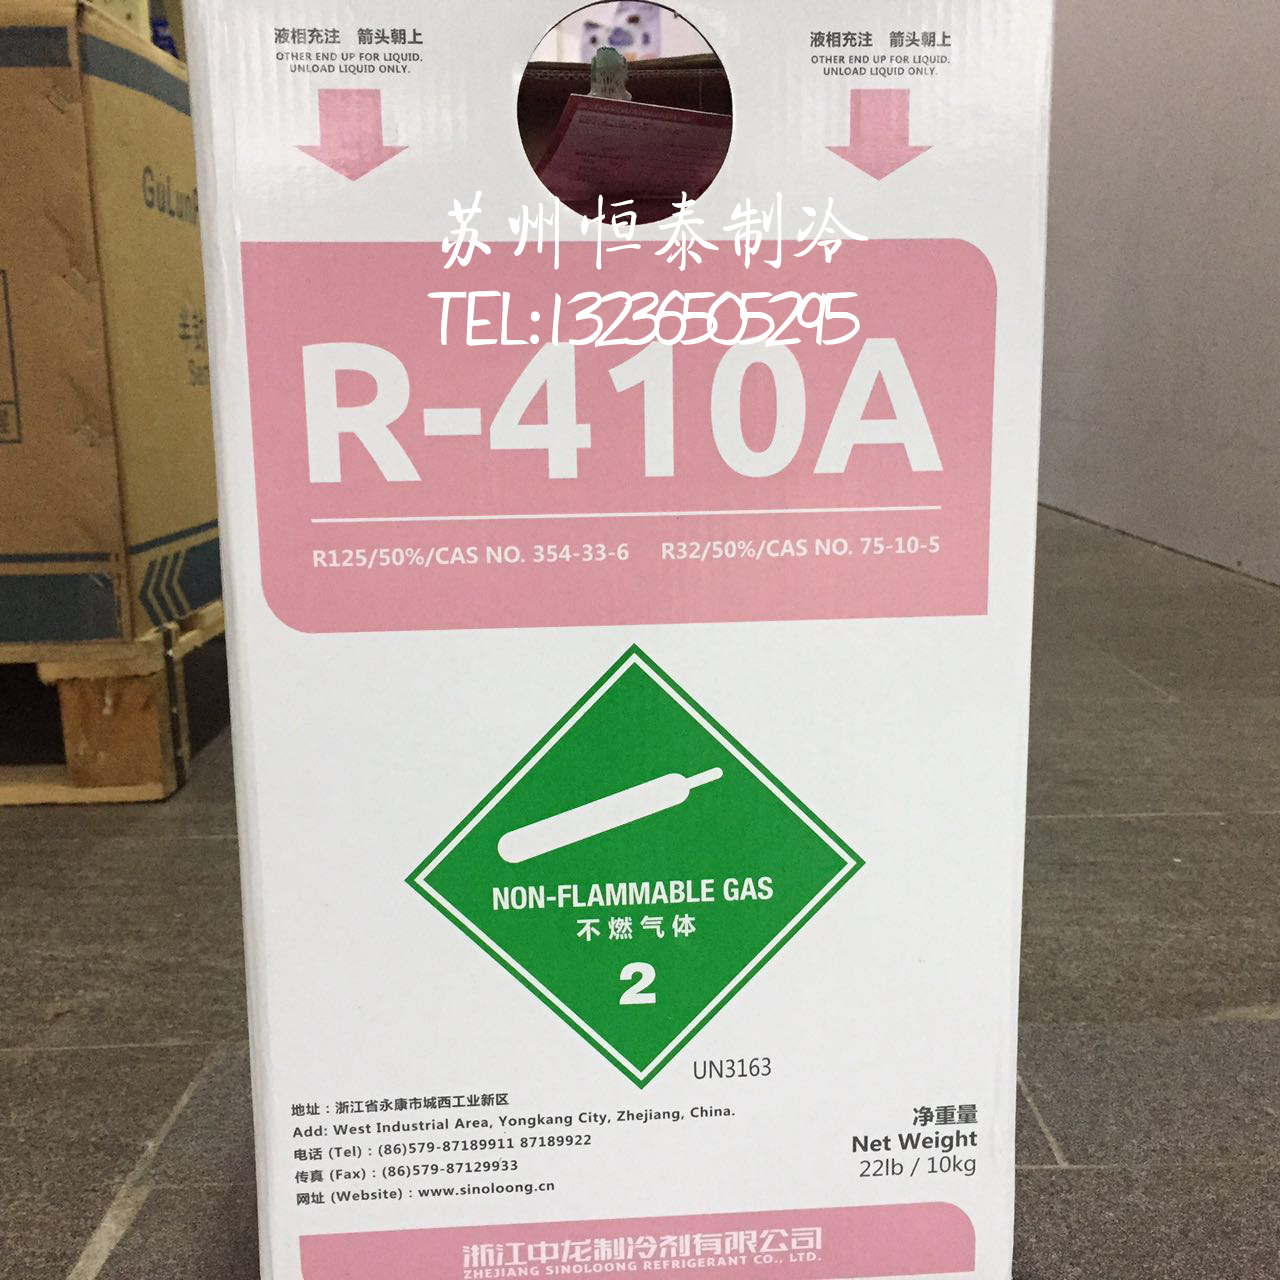 液相充注 箭头朝上
OTHER END UP FOR LIQUID.
UNLOAD LIQUID ONLY.
液相充注 箭头朝上
OTHER END UP FOR LIQUID.
UNLOAD LIQUID ONLY.
苏州恒泰制冷
TEL:13236505295
R-410A
R125/50%/CAS NO. 354-33-6 R32/50%/CAS NO. 75-10-5
NON-FLAMMABLE GAS
不燃气体
2
UN3163
地址：浙江省永康市城西工业新区
Add: West Industrial Area, Yongkang City, Zhejiang, China.
电话 (Tel) : (86)579-87189911 87189922
传真 (Fax) : (86)579-87129933
网址 (Website) : www.sinoloong.cn
净重量
Net Weight
22lb / 10kg
浙江中龙制冷剂有限公司
ZHEJIANG SINOLOONG REFRIGERANT CO., LTD.